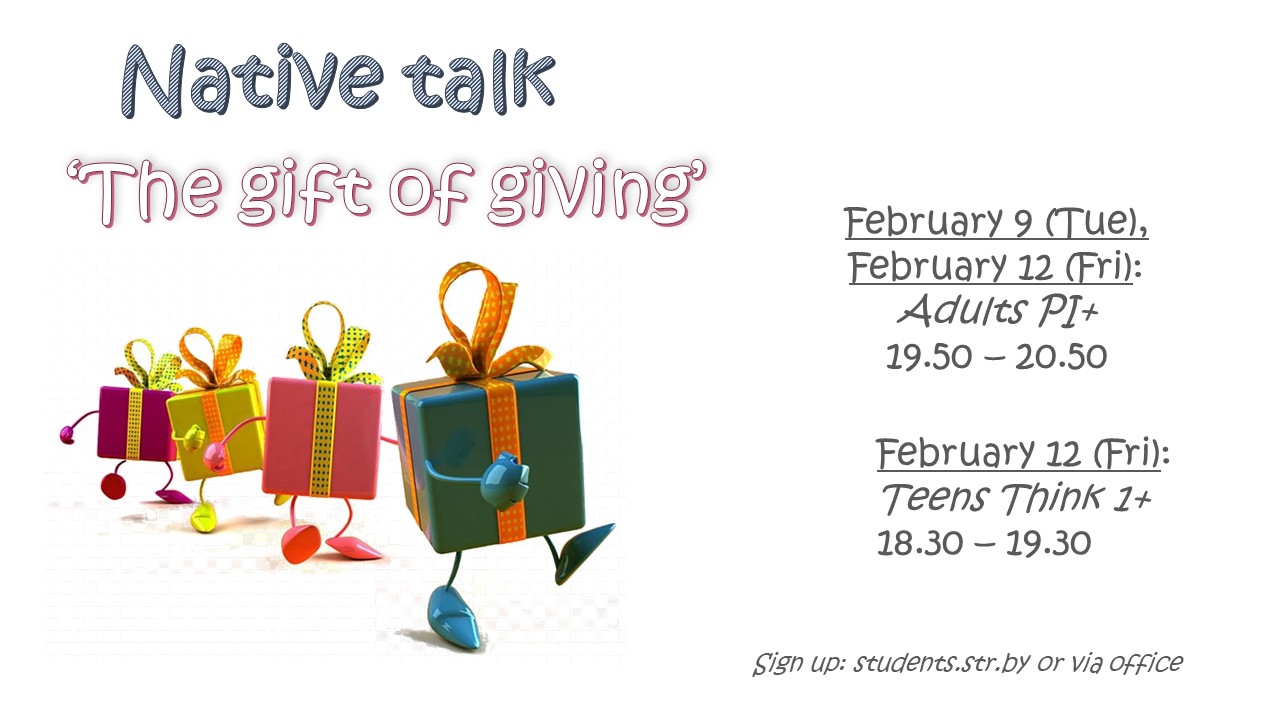 Native talk
‘The gift of giving’
February 9 (Tue),
February 12 (Fri):
Adults PI+
19.50 – 20.50
February 12 (Fri):
Teens Think 1+
18.30 – 19.30
Sign up: students.str.by or via office